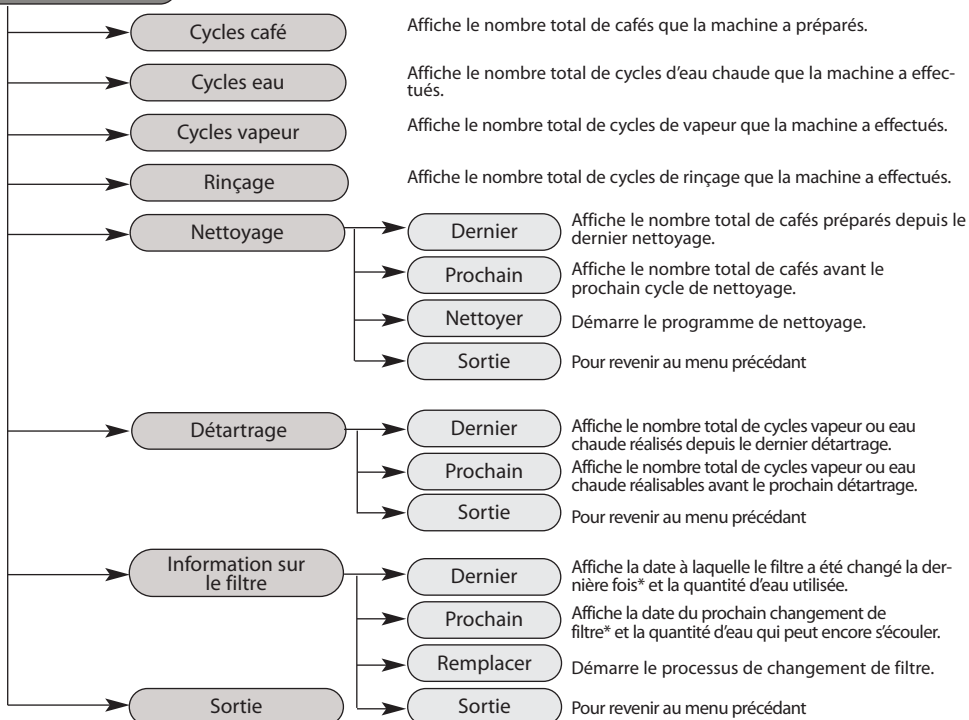 Cycles café
Affiche le nombre total de cafés que la machine a préparés.
Cycles eau
Affiche le nombre total de cycles d'eau chaude que la machine a effec-
tués.
Cycles vapeur
Affiche le nombre total de cycles de vapeur que la machine a effectués.
Rinçage
Affiche le nombre total de cycles de rinçage que la machine a effectués.
Nettoyage
Dernier
Affiche le nombre total de cafés préparés depuis le
dernier nettoyage.
Prochain
Affiche le nombre total de cafés avant le
prochain cycle de nettoyage.
Nettoyer
Démarre le programme de nettoyage.
Sortie
Pour revenir au menu précédant
Détartrage
Dernier
Affiche le nombre total de cycles vapeur ou eau
chaude réalisés depuis le dernier détartrage.
Prochain
Affiche le nombre total de cycles vapeur ou eau
chaude réalisables avant le prochain détartrage.
Sortie
Pour revenir au menu précédant
Information sur
le filtre
Dernier
Affiche la date à laquelle le filtre a été changé la der-
nière fois* et la quantité d'eau utilisée.
Prochain
Affiche la date du prochain changement de
filtre* et la quantité d'eau qui peut encore s'écouler.
Remplacer
Démarre le processus de changement de filtre.
Sortie
Sortie
Pour revenir au menu précédant